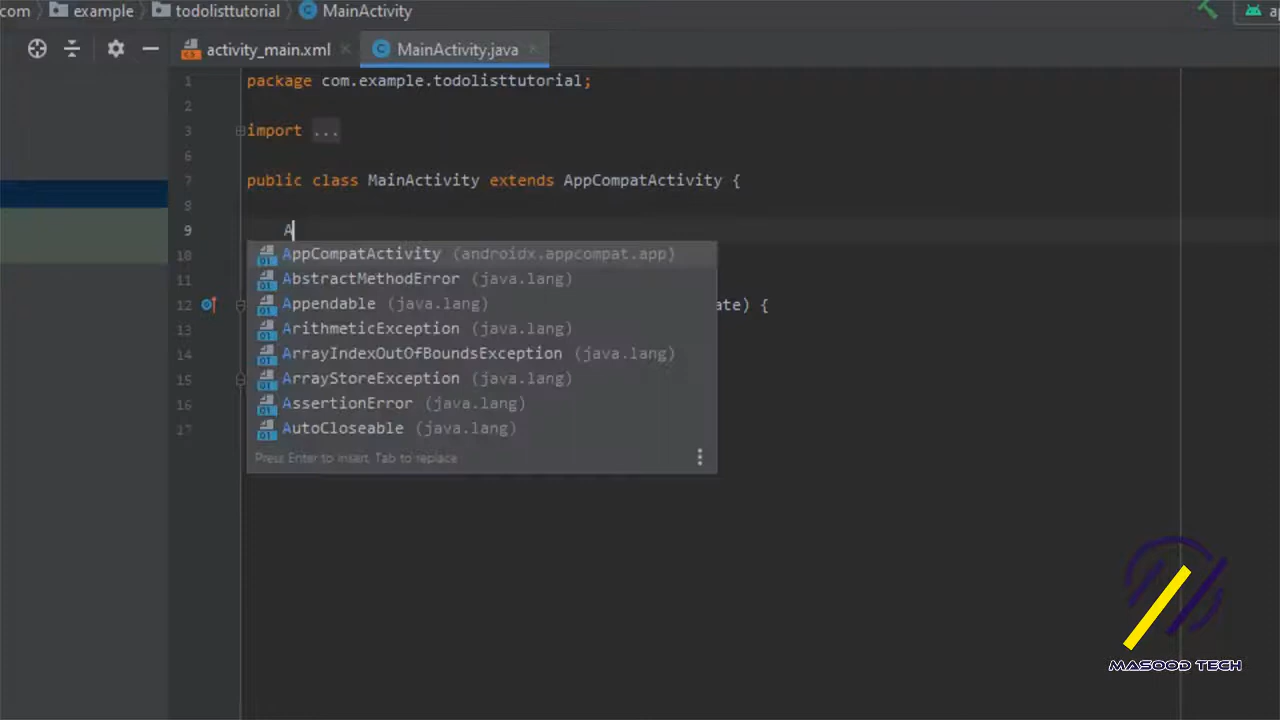 com example todolisttutorial MainActivity
activity_main.xml MainActivity.java
1 package com.example.todolisttutorial;
2
3 import ...
6
7 public class MainActivity extends AppCompatActivity {
8
9 A
10 AppCompatActivity (androidx.appcompat.app)
11 AbstractMethodError (java.lang)
Appendable (java.lang)
12 ate) {
13 ArithmeticException (java.lang)
14 ArrayIndexOutOfBoundsException (java.lang)
15 ArrayStoreException (java.lang)
16 AssertionError (java.lang)
17 AutoCloseable (java.lang)
Press Enter to insert, Tab to replace
MASOOD TECH